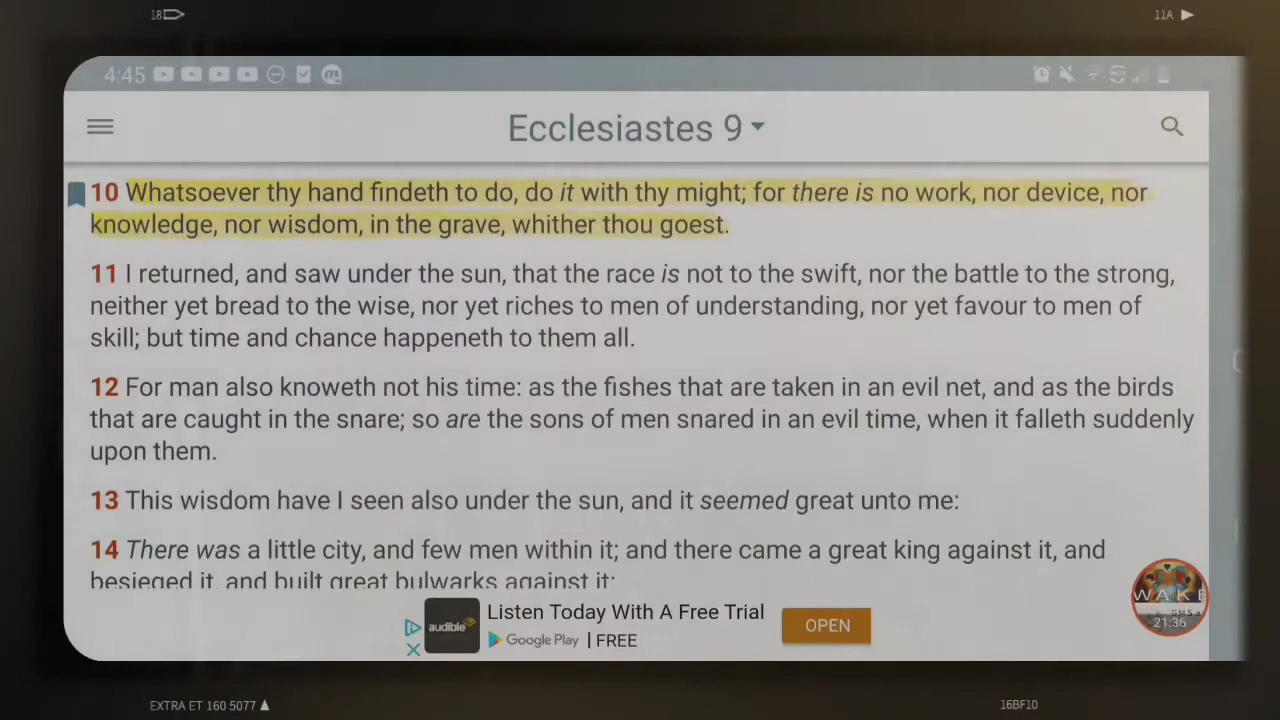 18
11A
4:45
Ecclesiastes 9
10 Whatsoever thy hand findeth to do, do it with thy might; for there is no work, nor device, nor
knowledge, nor wisdom, in the grave, whither thou goest.
11 I returned, and saw under the sun, that the race is not to the swift, nor the battle to the strong,
neither yet bread to the wise, nor yet riches to men of understanding, nor yet favour to men of
skill; but time and chance happeneth to them all.
12 For man also knoweth not his time: as the fishes that are taken in an evil net, and as the birds
that are caught in the snare; so are the sons of men snared in an evil time, when it falleth suddenly
upon them.
13 This wisdom have I seen also under the sun, and it seemed great unto me:
14 There was a little city, and few men within it; and there came a great king against it, and
besieged it, and built great bulwarks against it:
WAKE
GMS a
21:36
audible
Listen Today With A Free Trial
Google Play | FREE
OPEN
EXTRA ET 160 5077
16BF10